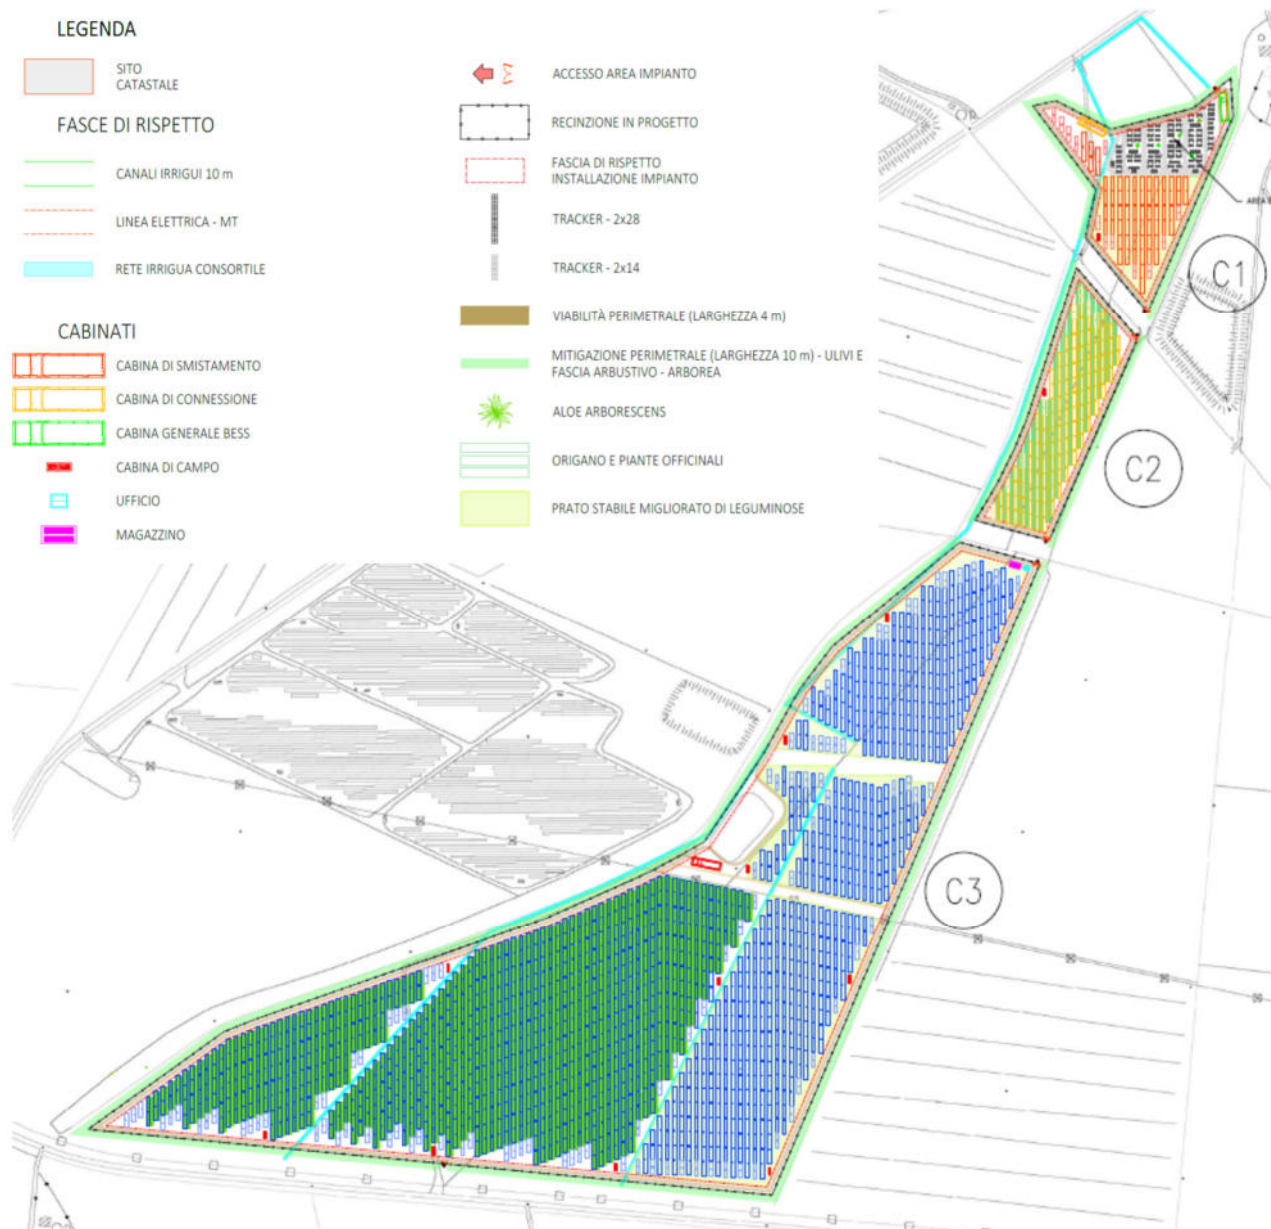 LEGENDA
SITO
CATASTALE
FASCE DI RISPETTO
CANALI IRRIGUI 10 m
LINEA ELETTRICA - MT
RETE IRRIGUA CONSORTILE
CABINATI
CABINA DI SMISTAMENTO
CABINA DI CONNESSIONE
CABINA GENERALE BESS
CABINA DI CAMPO
UFFICIO
MAGAZZINO
ACCESSO AREA IMPIANTO
RECINZIONE IN PROGETTO
FASCIA DI RISPETTO
INSTALLAZIONE IMPIANTO
TRACKER - 2x28
TRACKER - 2x14
VIABILITÀ PERIMETRALE (LARGHEZZA 4 m)
MITIGAZIONE PERIMETRALE (LARGHEZZA 10 m) - ULIVI E
FASCIA ARBUSTIVO - ARBOREA
ALOE ARBORESCENS
ORIGANO E PIANTE OFFICINALI
PRATO STABILE MIGLIORATO DI LEGUMINOSE
AREA
C1
C2
C3